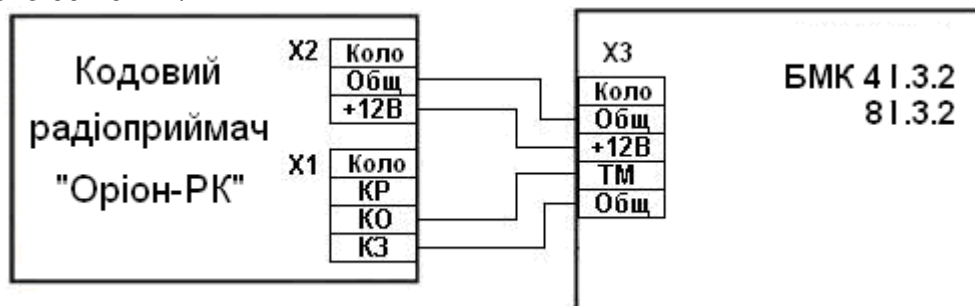 Кодовий
радіоприймач
"Оріон-РК"
X2
Коло
Общ
+12В
X1
Коло
КР
КО
КЗ
X3
Коло
Общ
+12В
ТМ
Общ
БМК 4 І.3.2
8 І.3.2